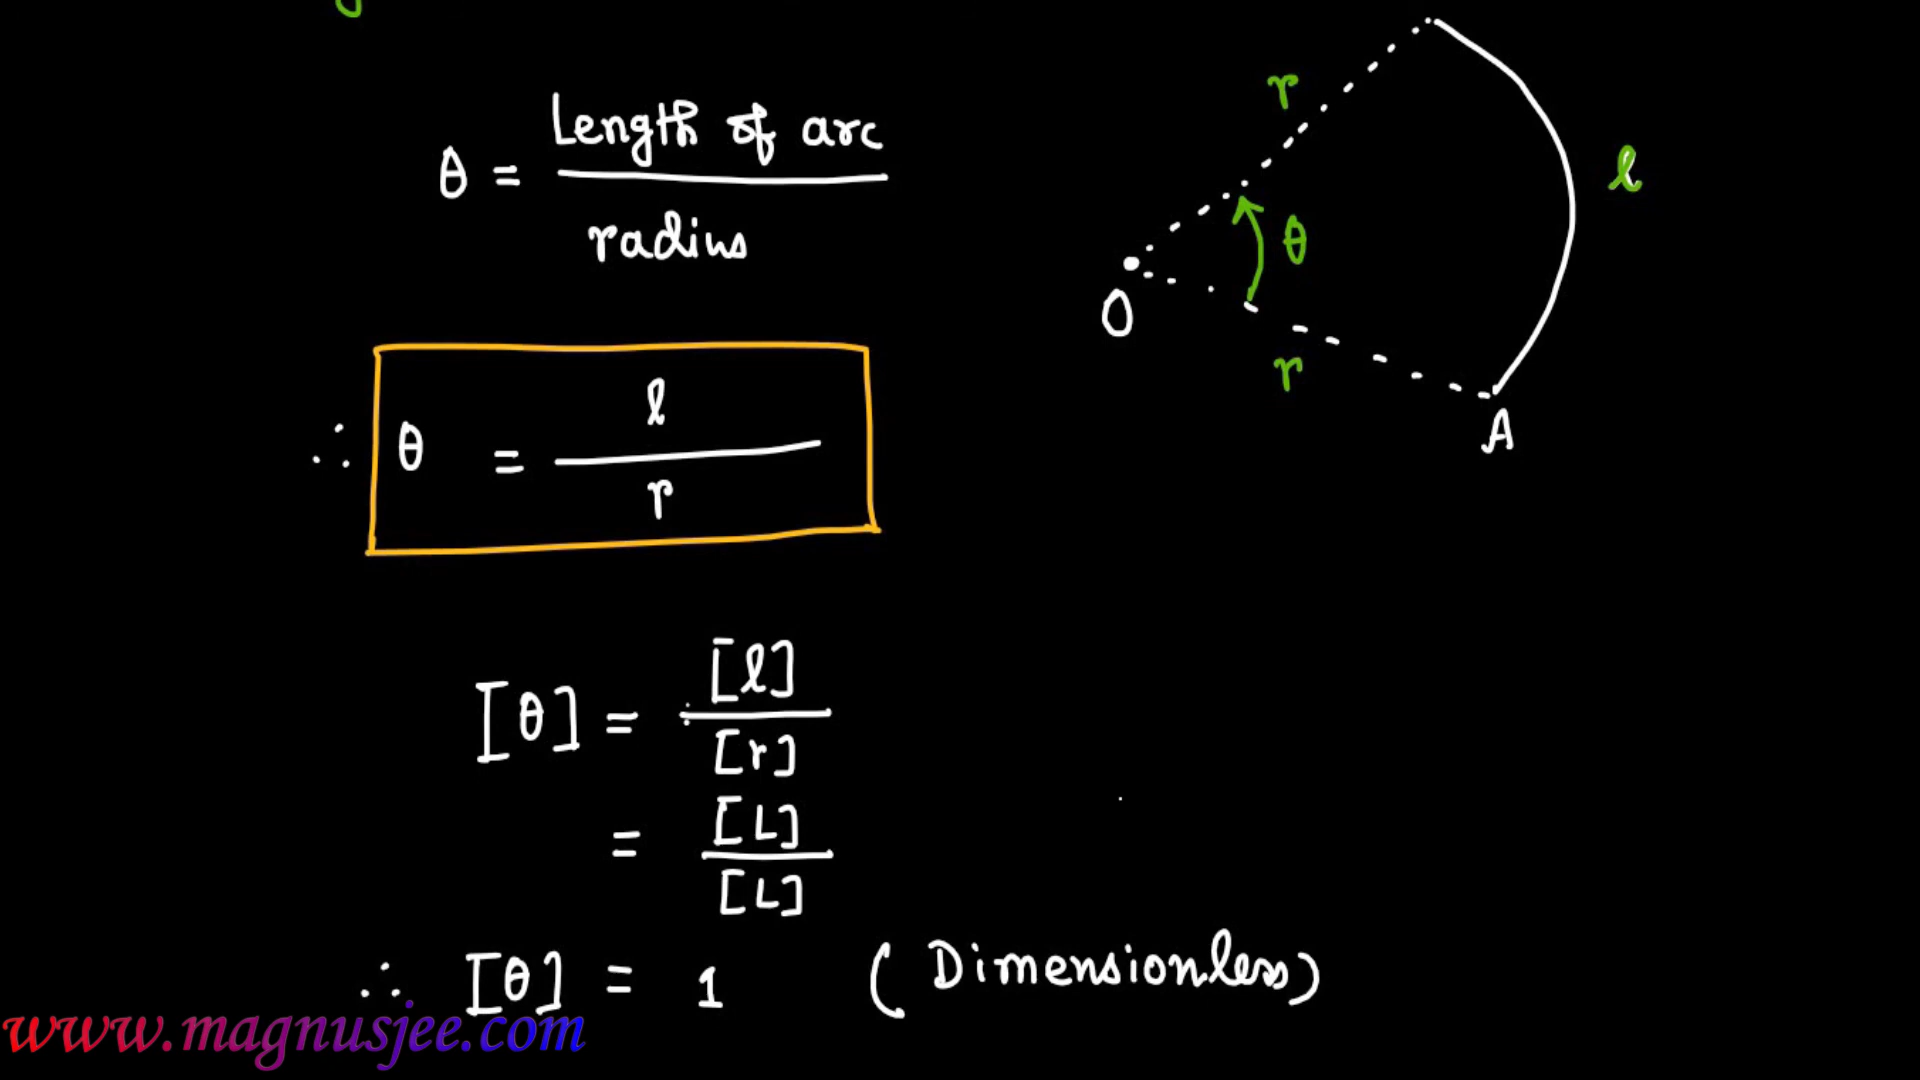 θ = Length of arc / radius
∴ θ = l / r
[θ] = [l] / [r]
= [L] / [L]
∴ [θ] = 1 (Dimensionless)
r
l
θ
O
r
A
www.magnusjee.com